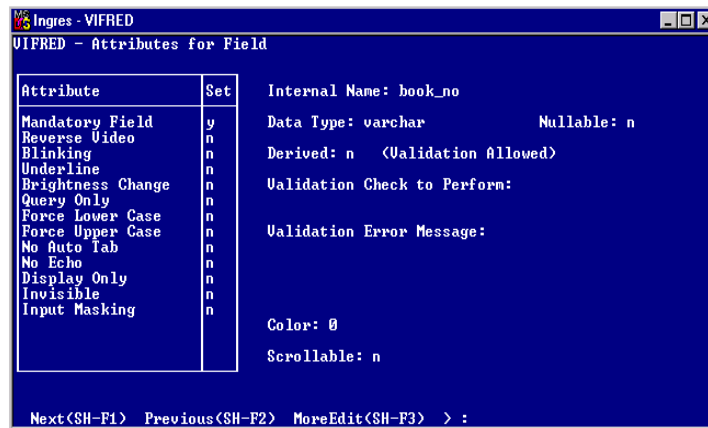 Ingres - VIFRED
VIFRED - Attributes for Field
Attribute Set
Mandatory Field y
Reverse Video n
Blinking n
Underline n
Brightness Change n
Query Only n
Force Lower Case n
Force Upper Case n
No Auto Tab n
No Echo n
Display Only n
Invisible n
Input Masking n
Internal Name: book_no
Data Type: varchar Nullable: n
Derived: n (Validation Allowed)
Validation Check to Perform:
Validation Error Message:
Color: 0
Scrollable: n
Next(SH-F1) Previous(SH-F2) MoreEdit(SH-F3) > :